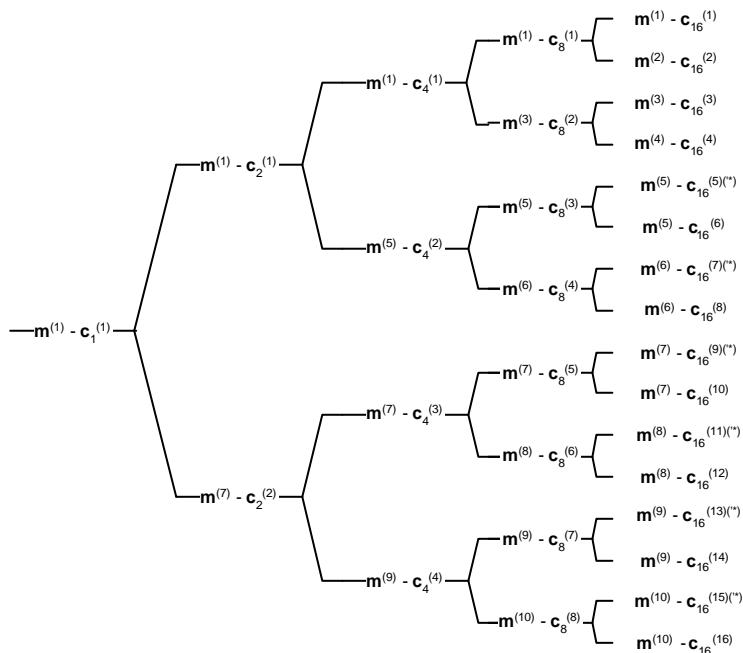 m⁽¹⁾ - c₁₆⁽¹⁾
m⁽¹⁾ - c₈⁽¹⁾
m⁽²⁾ - c₁₆⁽²⁾
m⁽¹⁾ - c₄⁽¹⁾
m⁽³⁾ - c₁₆⁽³⁾
m⁽³⁾ - c₈⁽²⁾
m⁽⁴⁾ - c₁₆⁽⁴⁾
m⁽¹⁾ - c₂⁽¹⁾
m⁽⁵⁾ - c₁₆⁽⁵⁾('*)
m⁽⁵⁾ - c₈⁽³⁾
m⁽⁵⁾ - c₁₆⁽⁶⁾
m⁽⁵⁾ - c₄⁽²⁾
m⁽⁶⁾ - c₁₆⁽⁷⁾('*)
m⁽⁶⁾ - c₈⁽⁴⁾
m⁽⁶⁾ - c₁₆⁽⁸⁾
m⁽¹⁾ - c₁⁽¹⁾
m⁽⁷⁾ - c₁₆⁽⁹⁾('*)
m⁽⁷⁾ - c₈⁽⁵⁾
m⁽⁷⁾ - c₁₆⁽¹⁰⁾
m⁽⁷⁾ - c₄⁽³⁾
m⁽⁸⁾ - c₁₆⁽¹¹⁾('*)
m⁽⁸⁾ - c₈⁽⁶⁾
m⁽⁸⁾ - c₁₆⁽¹²⁾
m⁽⁷⁾ - c₂⁽²⁾
m⁽⁹⁾ - c₁₆⁽¹³⁾('*)
m⁽⁹⁾ - c₈⁽⁷⁾
m⁽⁹⁾ - c₁₆⁽¹⁴⁾
m⁽⁹⁾ - c₄⁽⁴⁾
m⁽¹⁰⁾ - c₁₆⁽¹⁵⁾('*)
m⁽¹⁰⁾ - c₈⁽⁸⁾
m⁽¹⁰⁾ - c₁₆⁽¹⁶⁾